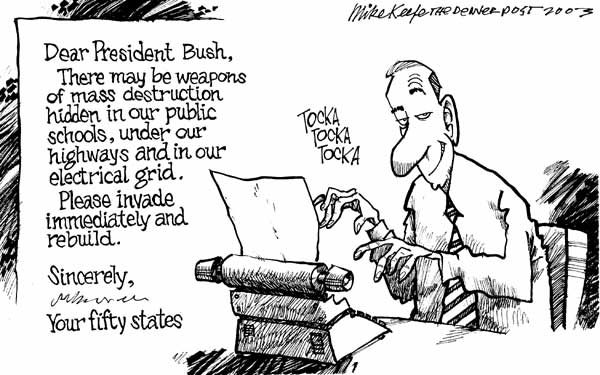 Mike Keefe THE DENVER POST 2003
Dear President Bush,
There may be weapons
of mass destruction
hidden in our public
schools, under our
highways and in our
electrical grid.
Please invade
immediately and
rebuild.
Sincerely,
Your fifty states
TOCKA
TOCKA
TOCKA